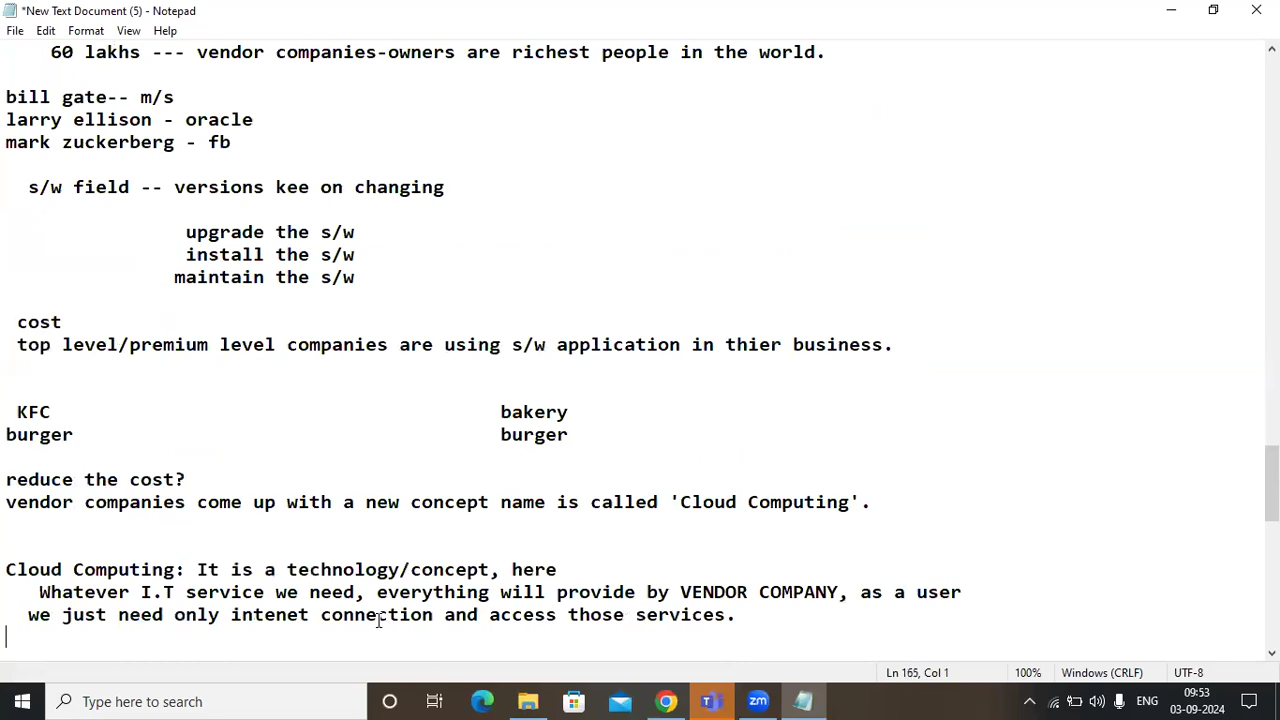 *New Text Document (5) - Notepad
File Edit Format View Help
60 lakhs --- vendor companies-owners are richest people in the world.
bill gate-- m/s
larry ellison - oracle
mark zuckerberg - fb
s/w field -- versions kee on changing
upgrade the s/w
install the s/w
maintain the s/w
cost
top level/premium level companies are using s/w application in thier business.
KFC bakery
burger burger
reduce the cost?
vendor companies come up with a new concept name is called 'Cloud Computing'.
Cloud Computing: It is a technology/concept, here
Whatever I.T service we need, everything will provide by VENDOR COMPANY, as a user
we just need only intenet connection and access those services.
Ln 165, Col 1 100% Windows (CRLF) UTF-8
Type here to search
ENG
09:53
03-09-2024
zm